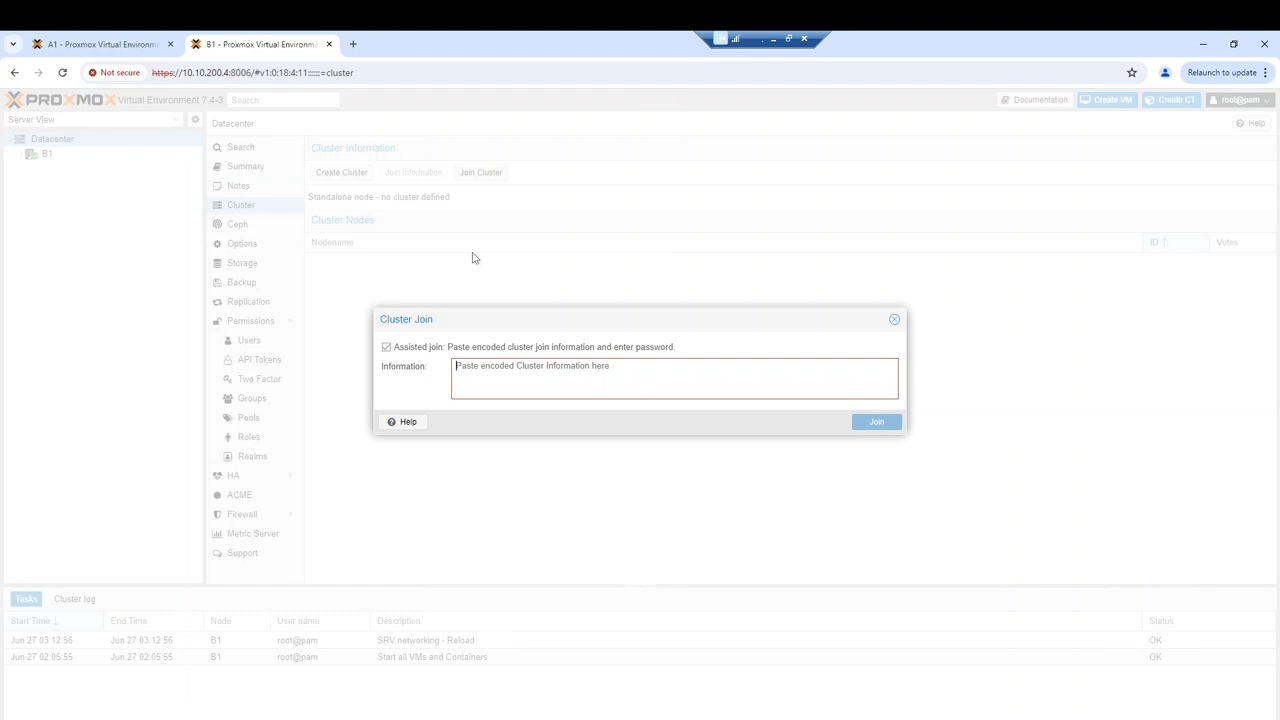 A1 - Proxmox Virtual Environm
B1 - Proxmox Virtual Environm
Not secure
https://10.10.200.4:8006/#v1:0:18:4:11::::::=cluster
Relaunch to update
PROXMOX Virtual Environment 7.4-3
Search
Documentation
Create VM
Create CT
root@pam
Server View
Datacenter
Help
Datacenter
B1
Search
Summary
Notes
Cluster
Ceph
Options
Storage
Backup
Replication
Permissions
Users
API Tokens
Two Factor
Groups
Pools
Roles
Realms
HA
ACME
Firewall
Metric Server
Support
Cluster Information
Create Cluster
Join Information
Join Cluster
Standalone node - no cluster defined
Cluster Nodes
Nodename
ID
Votes
Cluster Join
Assisted join: Paste encoded cluster join information and enter password.
Information:
Paste encoded Cluster Information here
Help
Join
Tasks
Cluster log
Start Time
End Time
Node
User name
Description
Status
Jun 27 03:12:56
Jun 27 03:12:56
B1
root@pam
SRV networking - Reload
OK
Jun 27 02:05:55
Jun 27 02:05:55
B1
root@pam
Start all VMs and Containers
OK